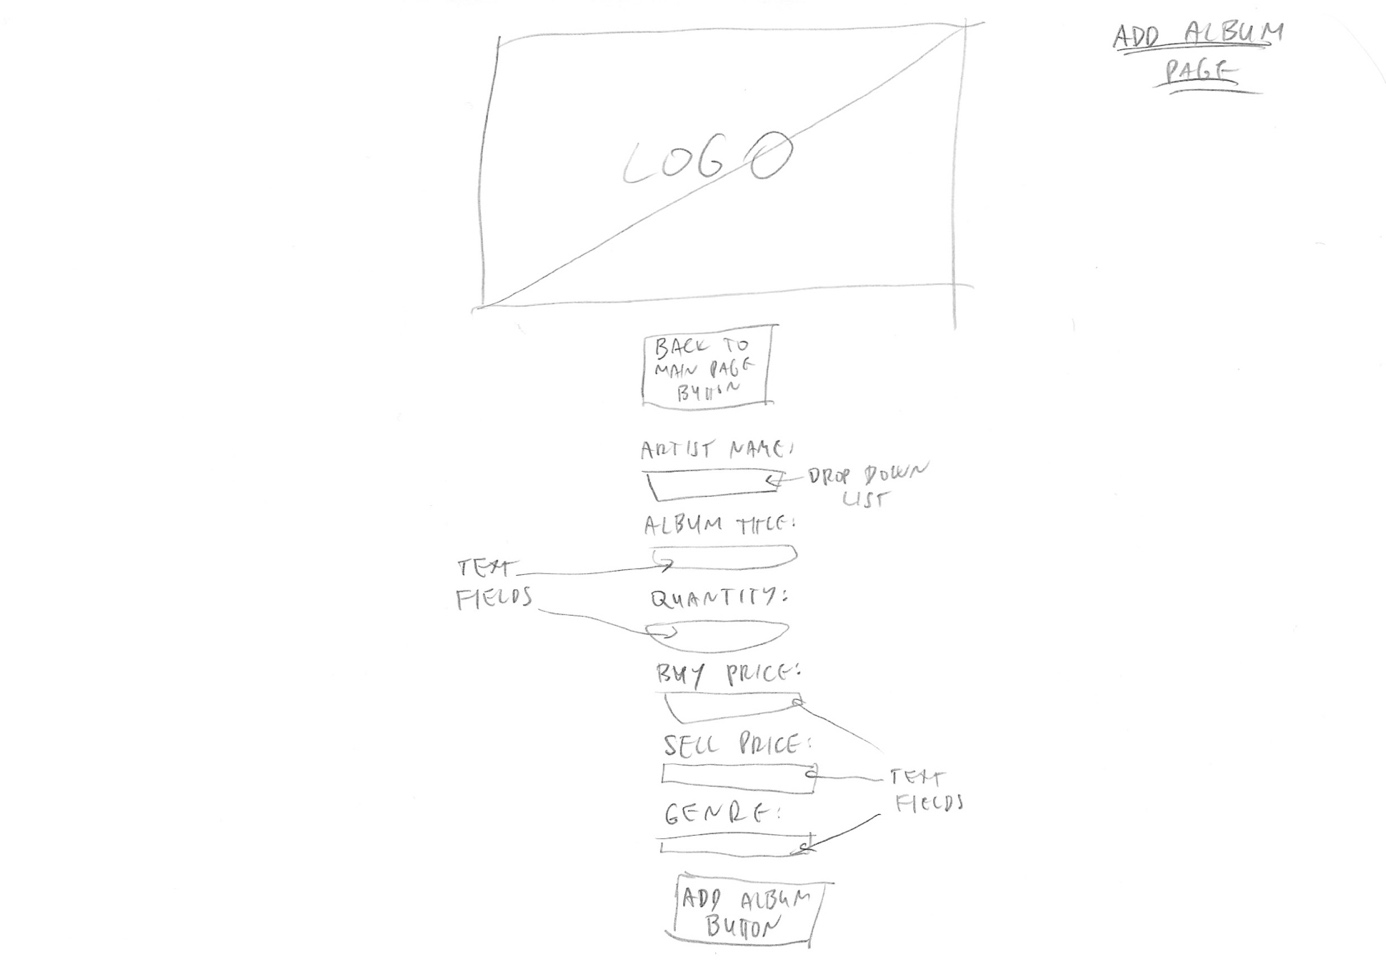 ADD ALBUM
PAGE
LOGO
BACK TO
MAIN PAGE
BUTTON
ARTIST NAME:
DROP DOWN
LIST
ALBUM TITLE:
TEXT
FIELDS
QUANTITY:
BUY PRICE:
SELL PRICE:
TEXT
FIELDS
GENRE:
ADD ALBUM
BUTTON